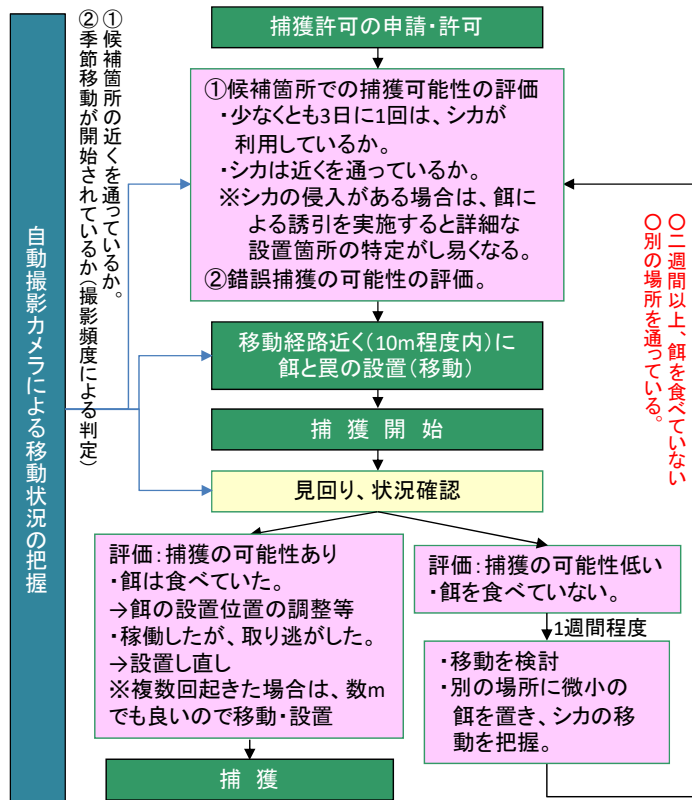 捕獲許可の申請・許可
①候補箇所の近くを通っているか。
②季節移動が開始されているか(撮影頻度による判定)
自動撮影カメラによる移動状況の把握
①候補箇所での捕獲可能性の評価
・少なくとも3日に1回は、シカが
利用しているか。
・シカは近くを通っているか。
※シカの侵入がある場合は、餌に
よる誘引を実施すると詳細な
設置箇所の特定がし易くなる。
②錯誤捕獲の可能性の評価。
〇二週間以上、餌を食べていない
〇別の場所を通っている。
移動経路近く(10m程度内)に
餌と罠の設置(移動)
捕 獲 開 始
見回り、状況確認
評価:捕獲の可能性あり
・餌は食べていた。
→餌の設置位置の調整等
・稼働したが、取り逃がした。
→設置し直し
※複数回起きた場合は、数m
でも良いので移動・設置
評価:捕獲の可能性低い
・餌を食べていない。
1週間程度
・移動を検討
・別の場所に微小の
餌を置き、シカの移
動を把握。
捕 獲